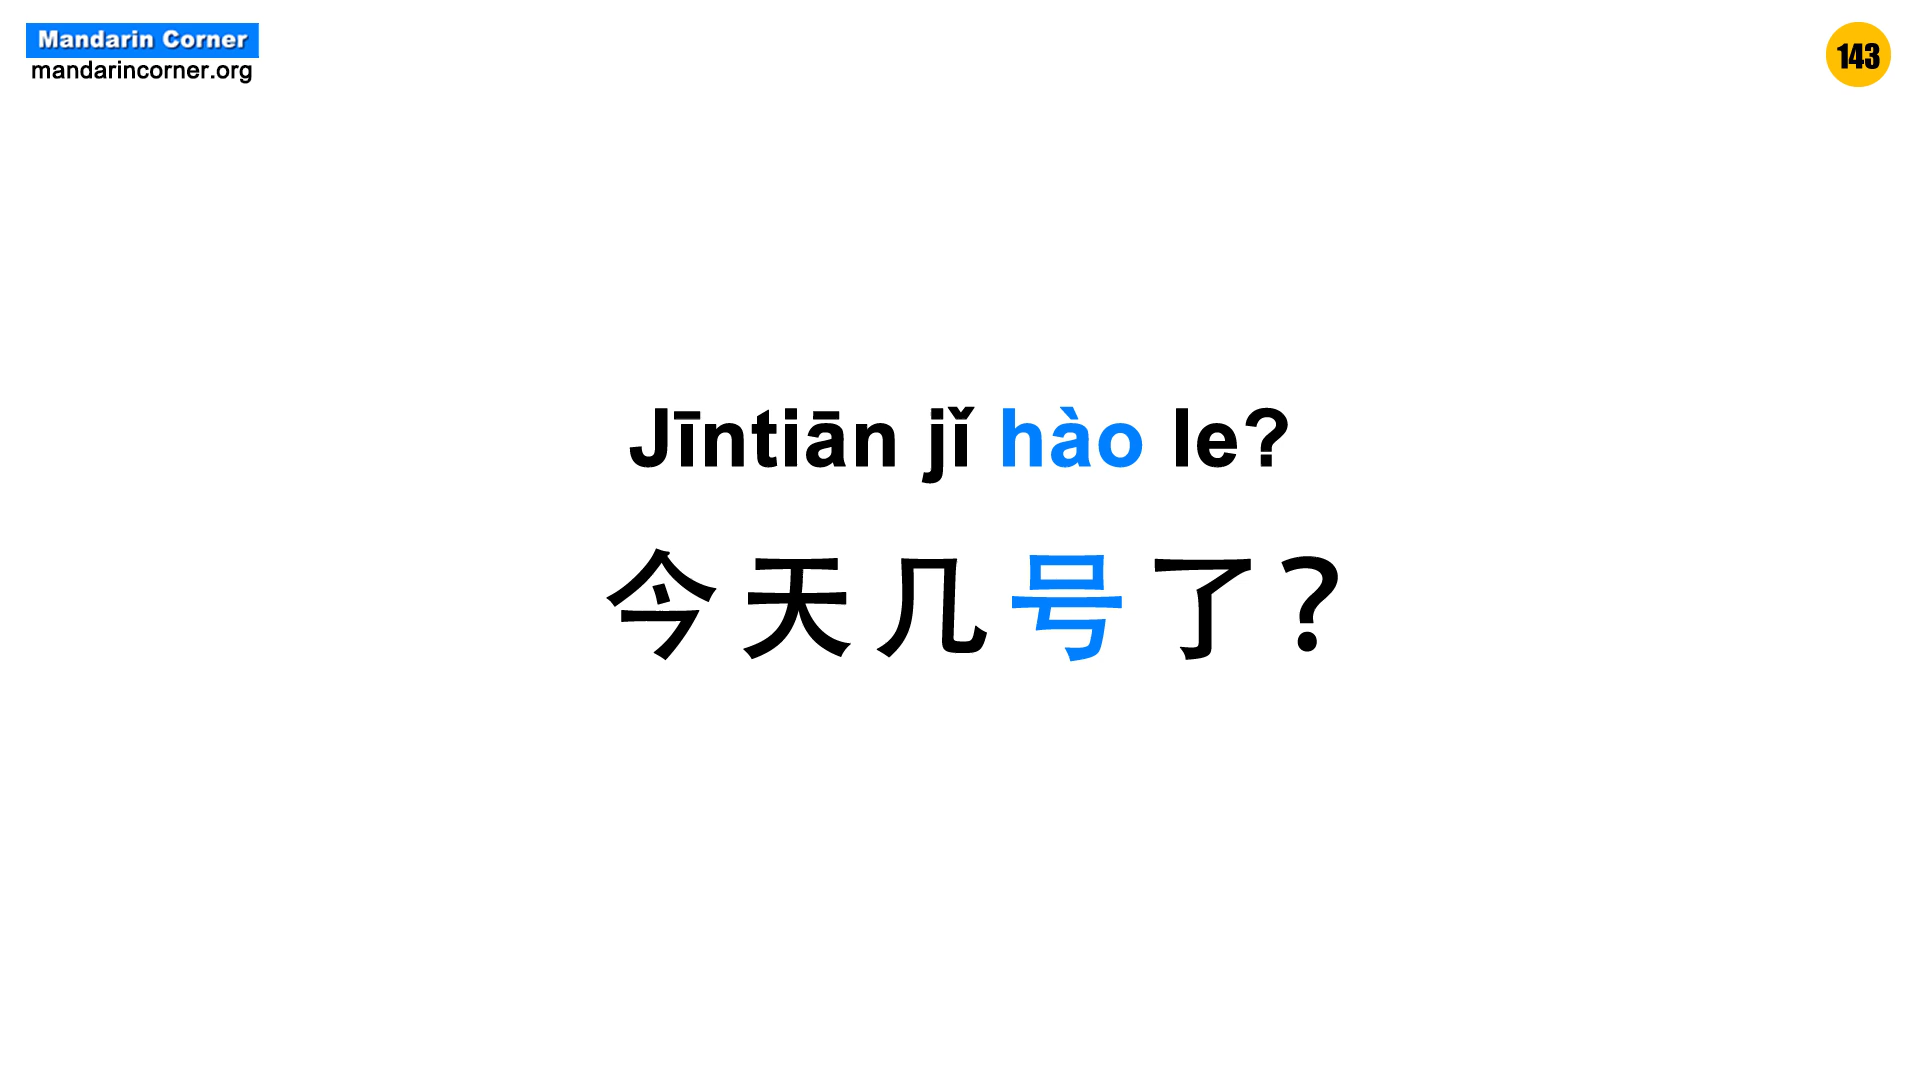 Mandarin Corner
mandarincorner.org
143
Jīntiān jǐ hào le?
今天几号了?